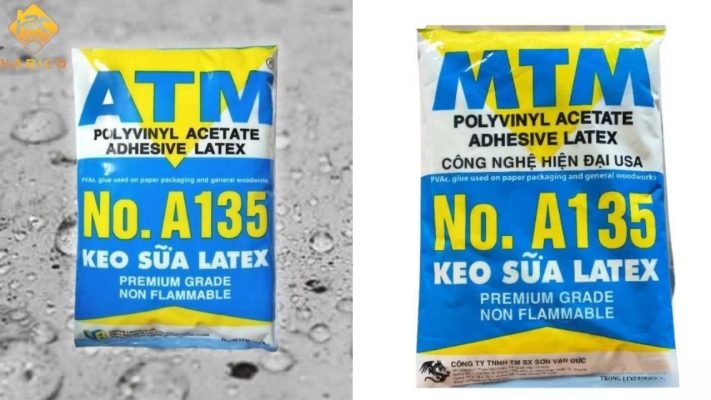 HABICO
ATM®
POLYVINYL ACETATE
ADHESIVE LATEX
PVAc. glue used on paper packaging and general woodworks
No. A135
KEO SỮA LATEX
PREMIUM GRADE
NON FLAMMABLE
MTM
POLYVINYL ACETATE
ADHESIVE LATEX
CÔNG NGHỆ HIỆN ĐẠI USA
PVAc. glue used on paper packaging and general woodworks
No. A135
KEO SỮA LATEX
PREMIUM GRADE
NON FLAMMABLE
CÔNG TY TNHH TM SX SƠN VẠN ĐỨC